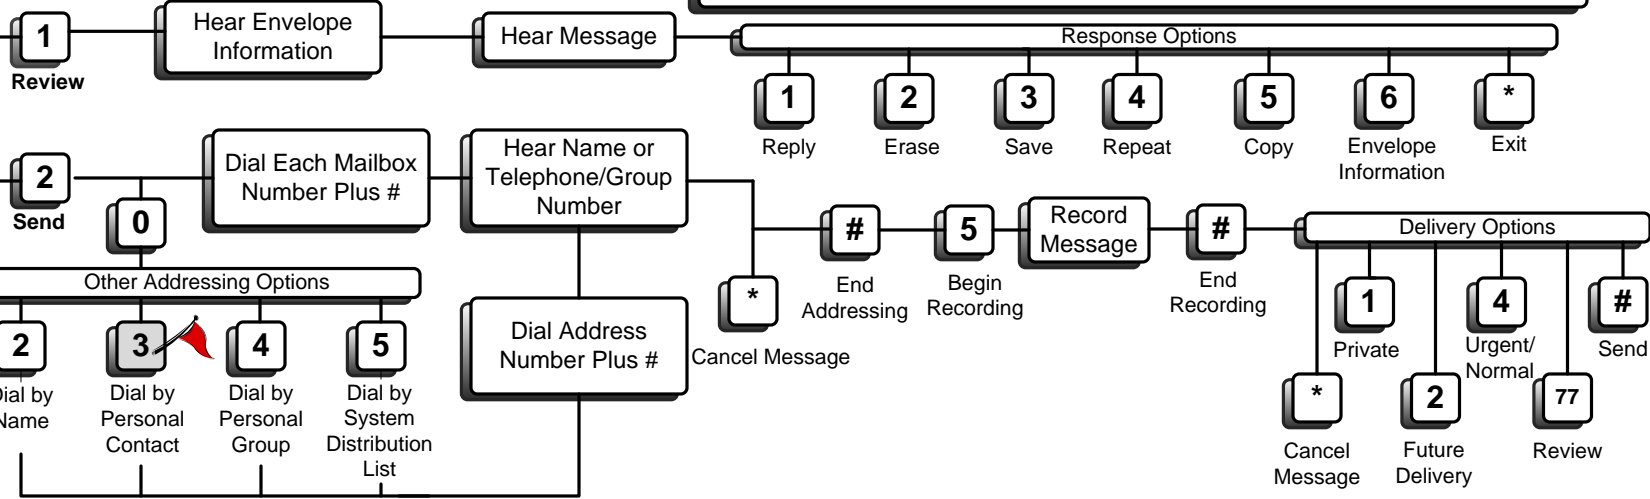 1
Review
Hear Envelope
Information
Hear Message
Response Options
1
Reply
2
Erase
3
Save
4
Repeat
5
Copy
6
Envelope
Information
*
Exit
2
Send
0
Dial Each Mailbox
Number Plus #
Hear Name or
Telephone/Group
Number
*
Cancel Message
#
End
Addressing
5
Begin
Recording
Record
Message
#
End
Recording
Delivery Options
*
Cancel
Message
1
Private
2
Future
Delivery
4
Urgent/
Normal
77
Review
#
Send
Other Addressing Options
2
Dial by
Name
3
Dial by
Personal
Contact
4
Dial by
Personal
Group
5
Dial by
System
Distribution
List
Dial Address
Number Plus #